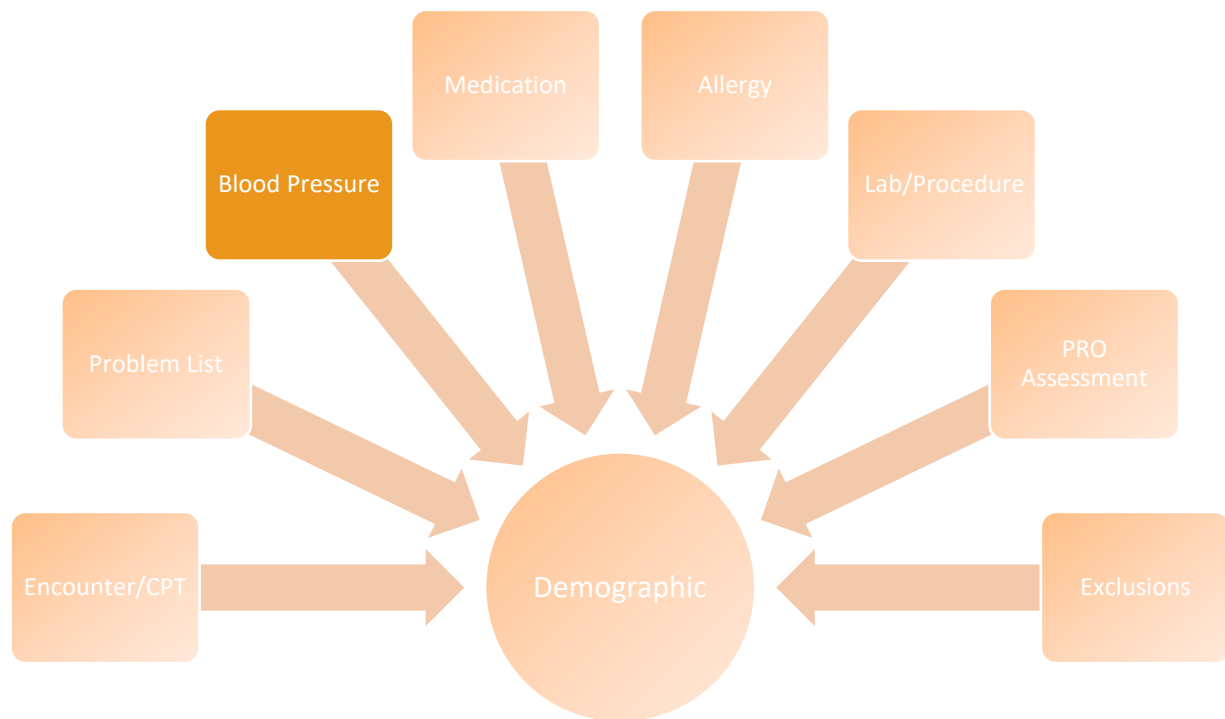 Medication
Allergy
Blood Pressure
Lab/Procedure
Problem List
PRO
Assessment
Encounter/CPT
Demographic
Exclusions